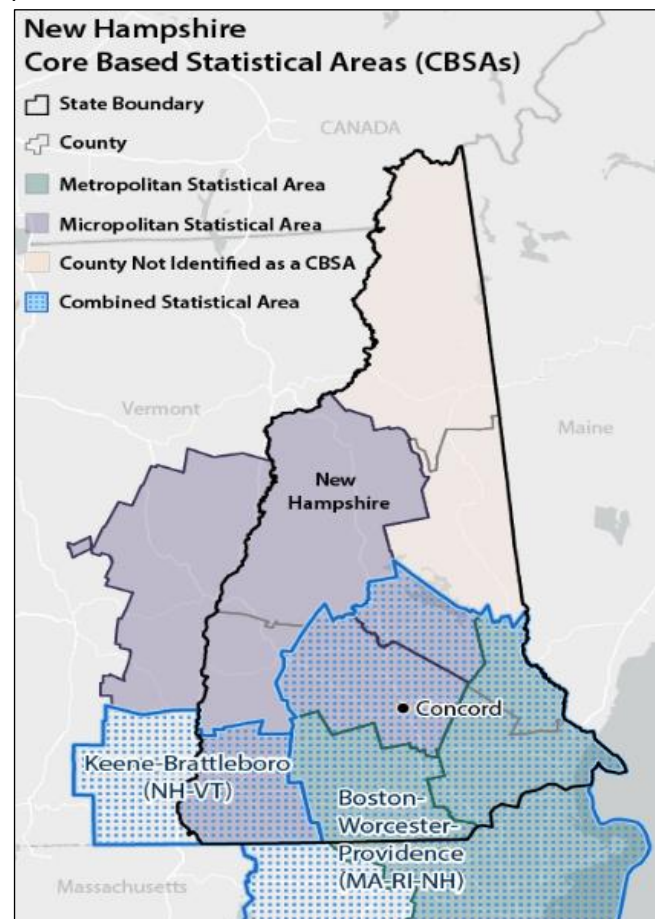 New Hampshire
Core Based Statistical Areas (CBSAs)
State Boundary
County
Metropolitan Statistical Area
Micropolitan Statistical Area
County Not Identified as a CBSA
Combined Statistical Area
CANADA
Vermont
Maine
New
Hampshire
Concord
Keene-Brattleboro
(NH-VT)
Boston-
Worcester-
Providence
(MA-RI-NH)
Massachusetts